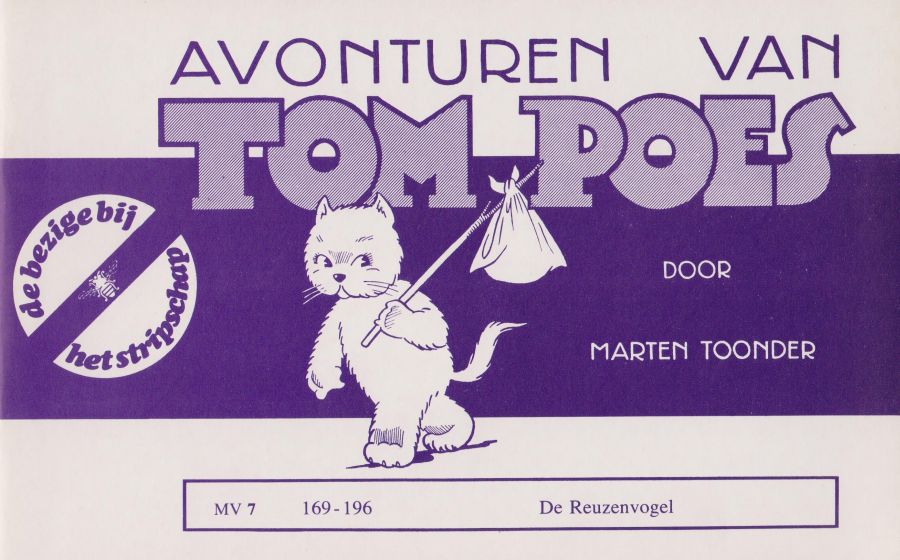 AVONTUREN VAN
TOM POES
de bezige bij
het stripschap
DOOR
MARTEN TOONDER
MV 7 169-196 De Reuzenvogel